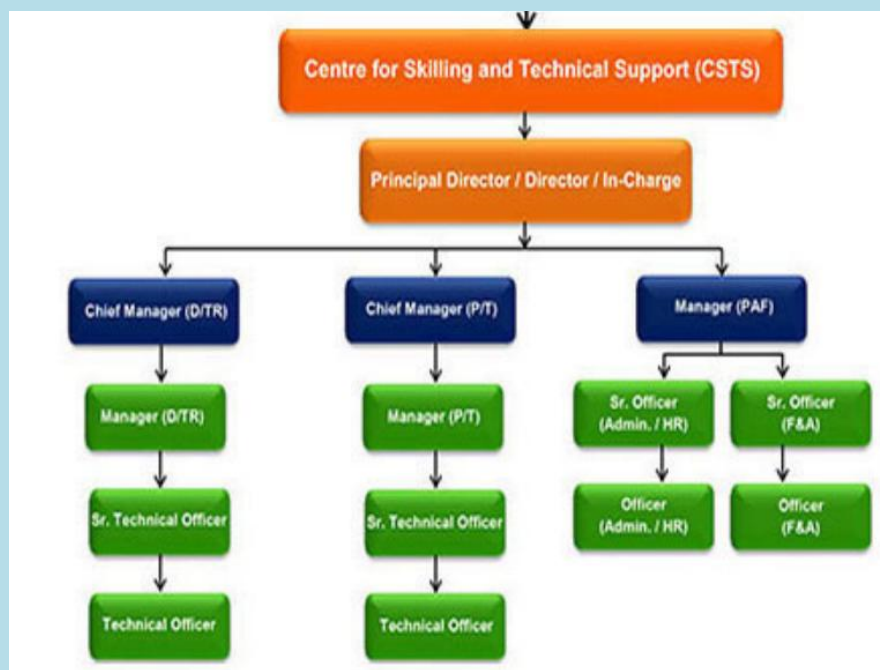 Centre for Skilling and Technical Support (CSTS)
Principal Director / Director / In-Charge
Chief Manager (D/TR)
Chief Manager (P/T)
Manager (PAF)
Manager (D/TR)
Manager (P/T)
Sr. Officer
(Admin. / HR)
Sr. Officer
(F&A)
Sr. Technical Officer
Sr. Technical Officer
Officer
(Admin. / HR)
Officer
(F&A)
Technical Officer
Technical Officer